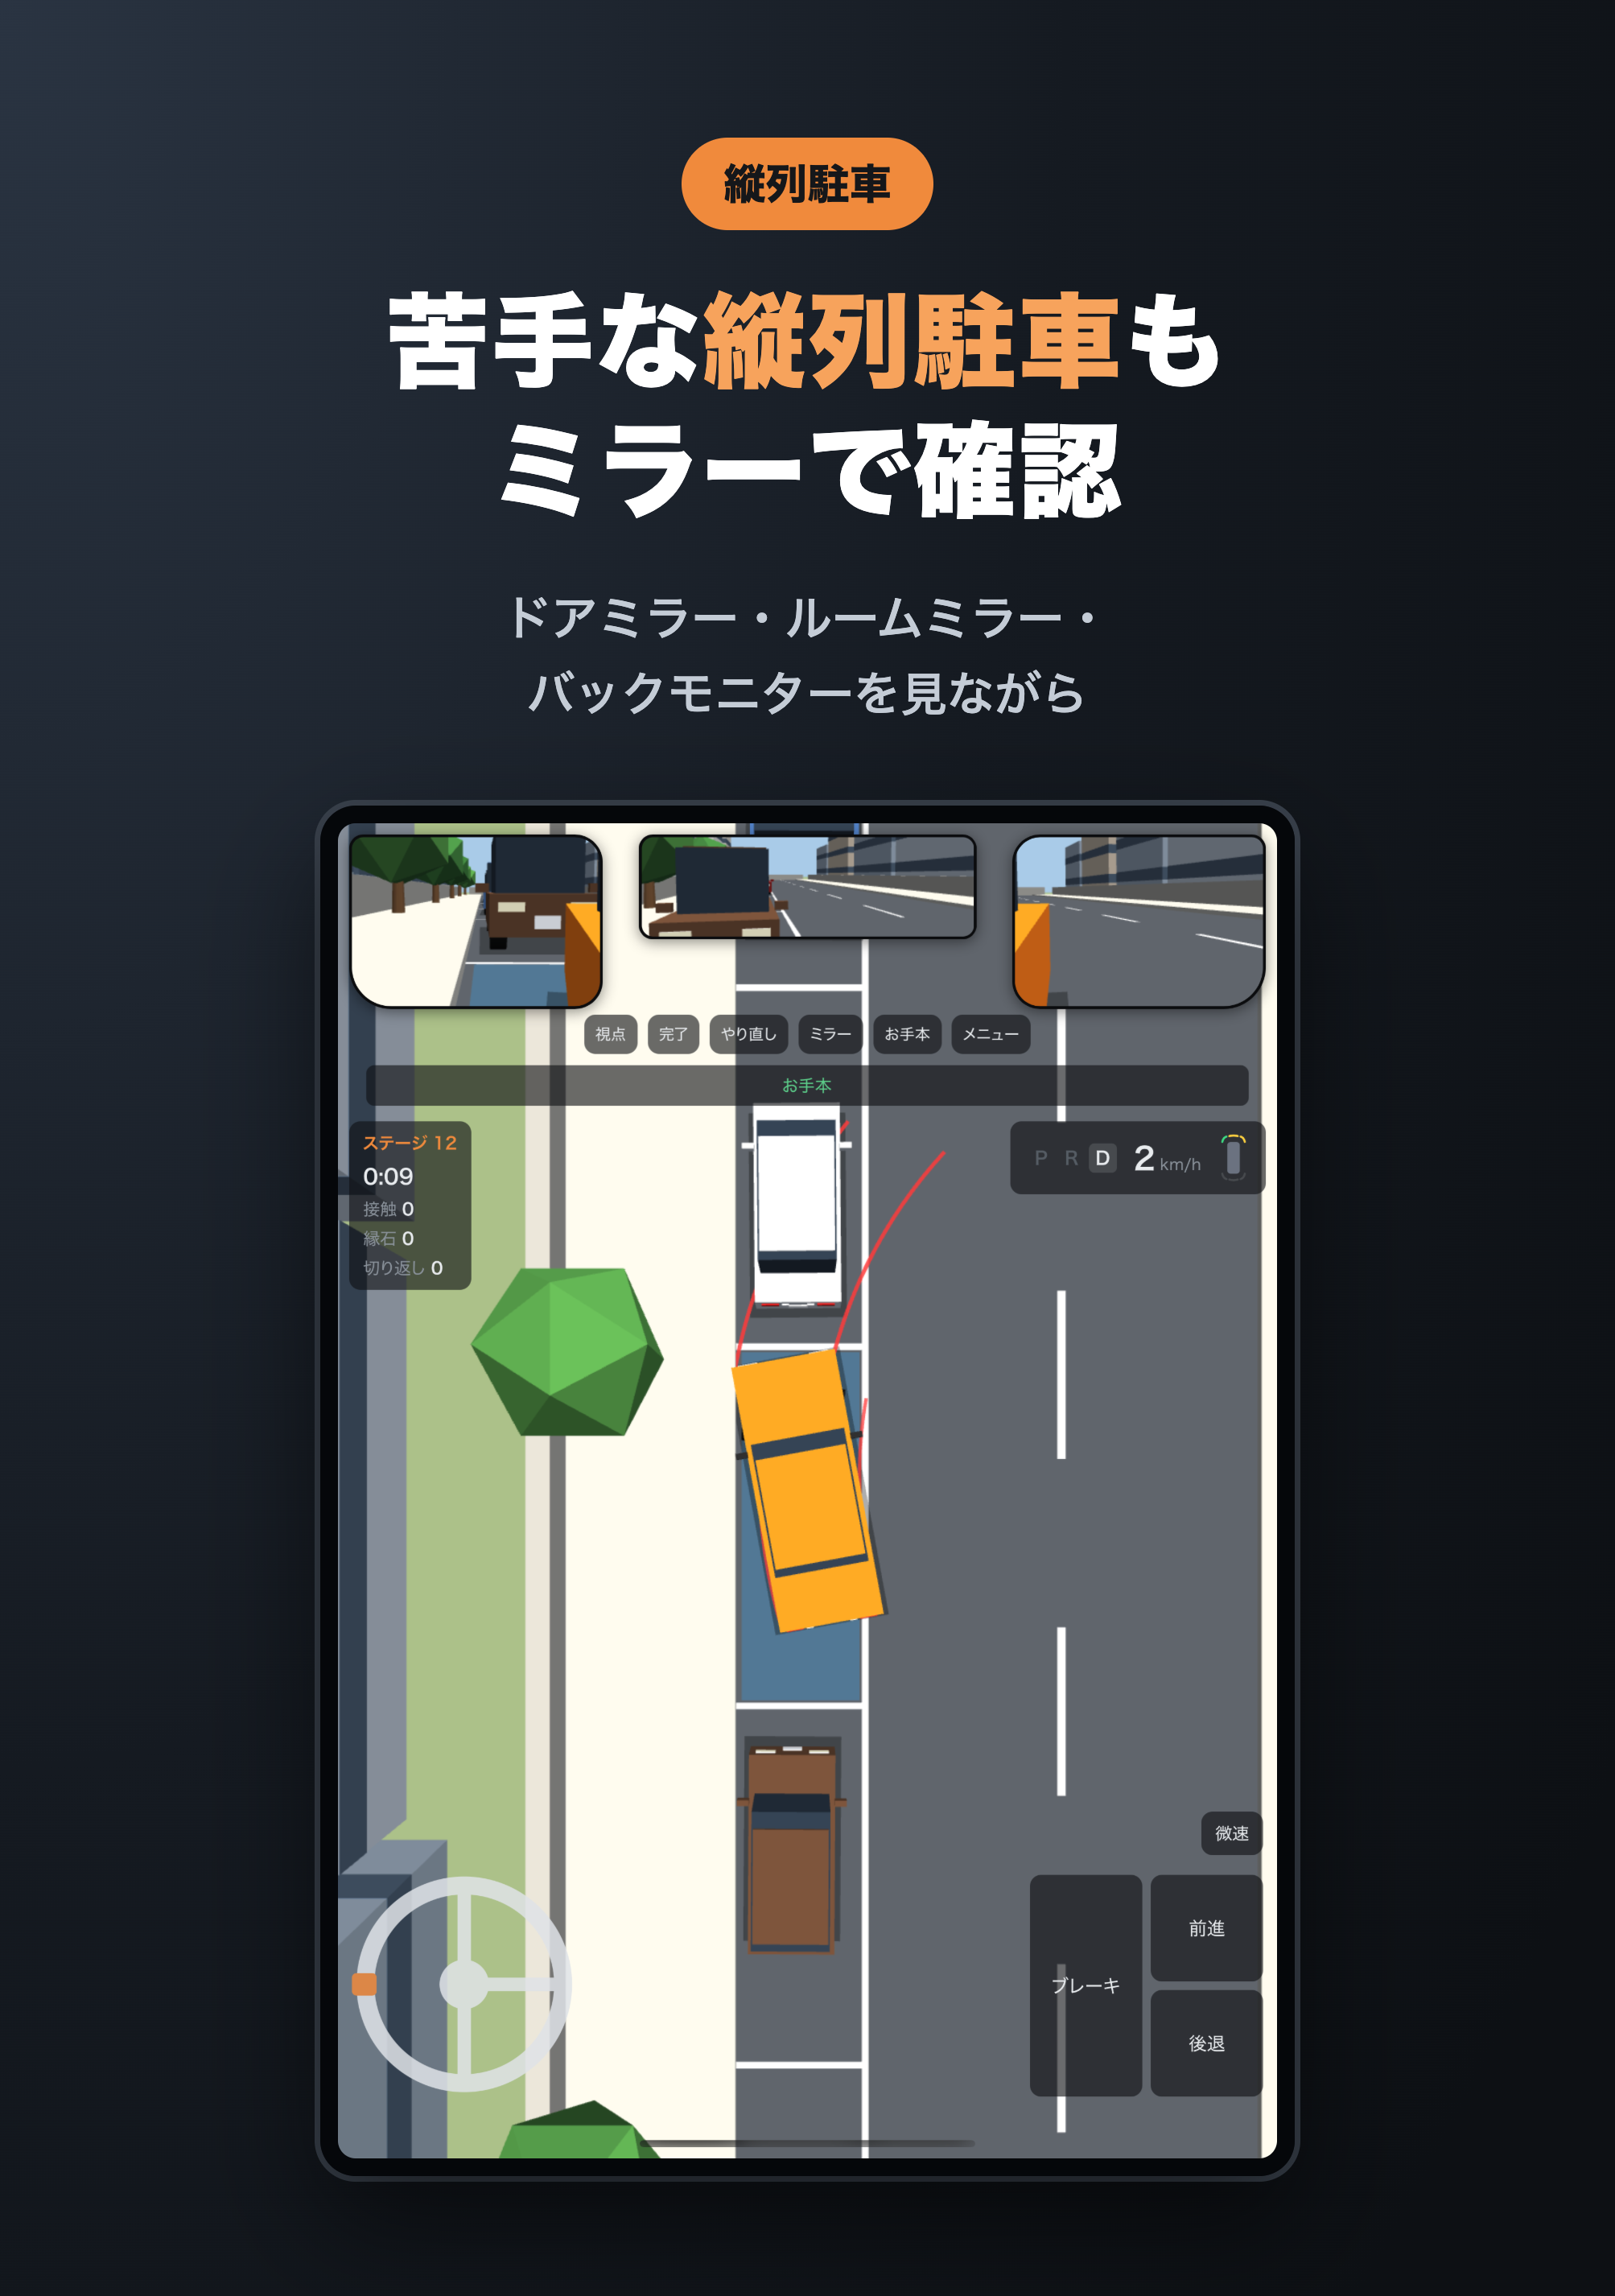 縦列駐車
苦手な縦列駐車も
ミラーで確認
ドアミラー・ルームミラー・
バックモニターを見ながら
視点 完了 やり直し ミラー お手本 メニュー
お手本
ステージ 12
0:09
接触 0
縁石 0
切り返し 0
P R D 2 km/h
微速
ブレーキ
前進
後退